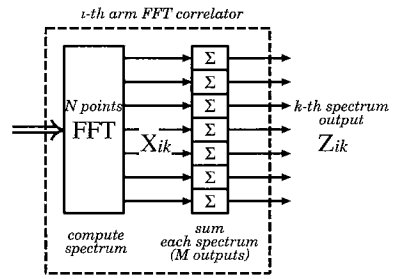 ι-th arm FFT correlator
N points
FFT
Xik
Σ
Σ
Σ
Σ
Σ
Σ
Σ
k-th spectrum
output
Zik
compute
spectrum
sum
each spectrum
(M outputs)